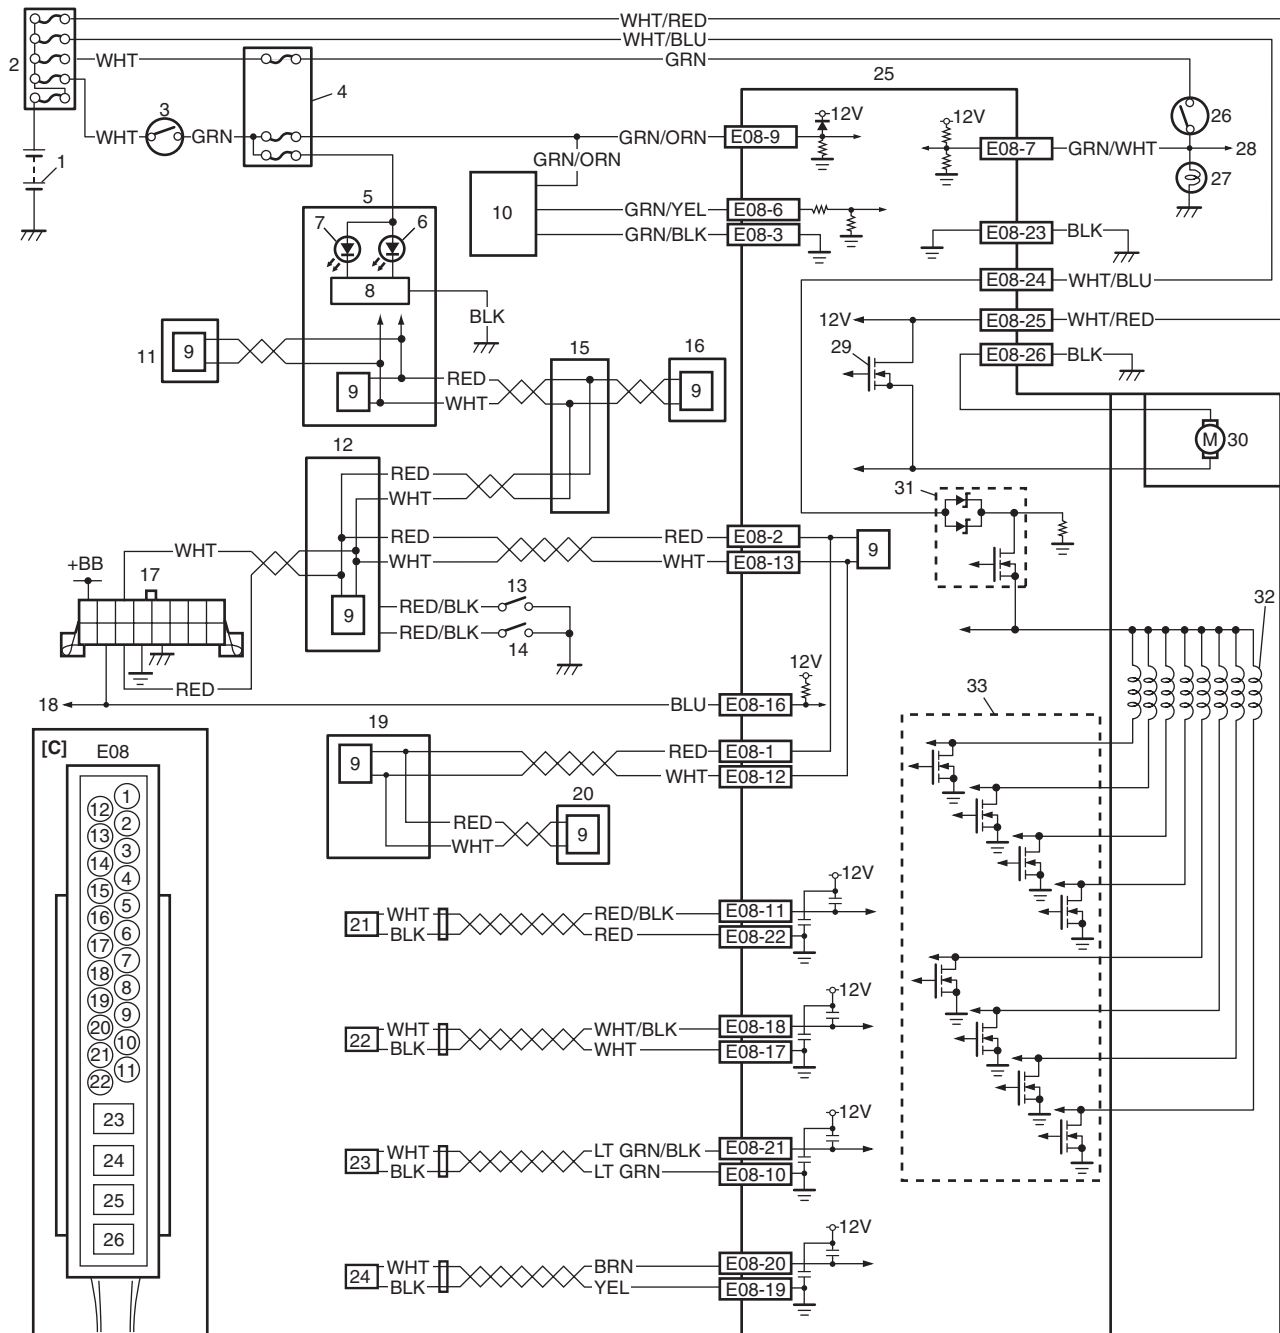 WHT/RED
WHT/BLU
2 WHT GRN
25
3 4
12V 12V 26
WHT GRN GRN/ORN E08-9 E08-7 GRN/WHT 28
1 GRN/ORN
27
5 10 GRN/YEL E08-6
7 6 GRN/BLK E08-3 E08-23 BLK
8 E08-24 WHT/BLU
BLK 12V E08-25 WHT/RED
15 16 29 E08-26 BLK
11 9
9 RED 9
WHT
12 M 30
RED
WHT 31
RED RED E08-2
WHT WHT WHT E08-13 9
+BB 17
13
9 RED/BLK
RED/BLK
14
32
12V
RED
18 BLU E08-16
33
19
[C] E08 9 RED E08-1
WHT E08-12
20
RED 9
WHT
1
12
2
13
3
14
4
15
5
16
6
17
7
18
8
19
9
20
10
21
11
22
23
24
25
26
12V
21 WHT RED/BLK E08-11
BLK RED E08-22
12V
22 WHT WHT/BLK E08-18
BLK WHT E08-17
12V
23 WHT LT GRN/BLK E08-21
BLK LT GRN E08-10
12V
24 WHT BRN E08-20
BLK YEL E08-19